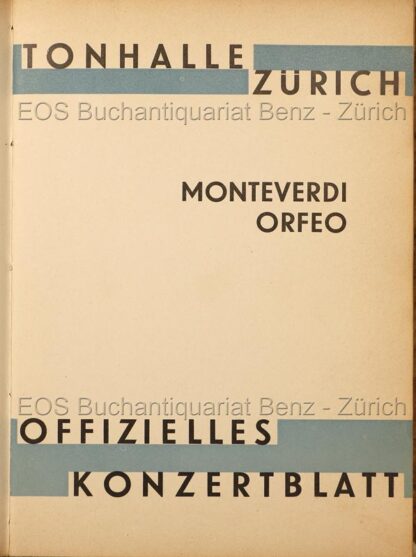 TONHALLE
ZÜRICH
EOS Buchantiquariat Benz - Zürich
MONTEVERDI
ORFEO
EOS Buchantiquariat Benz - Zürich
OFFIZIELLES
KONZERTBLATT